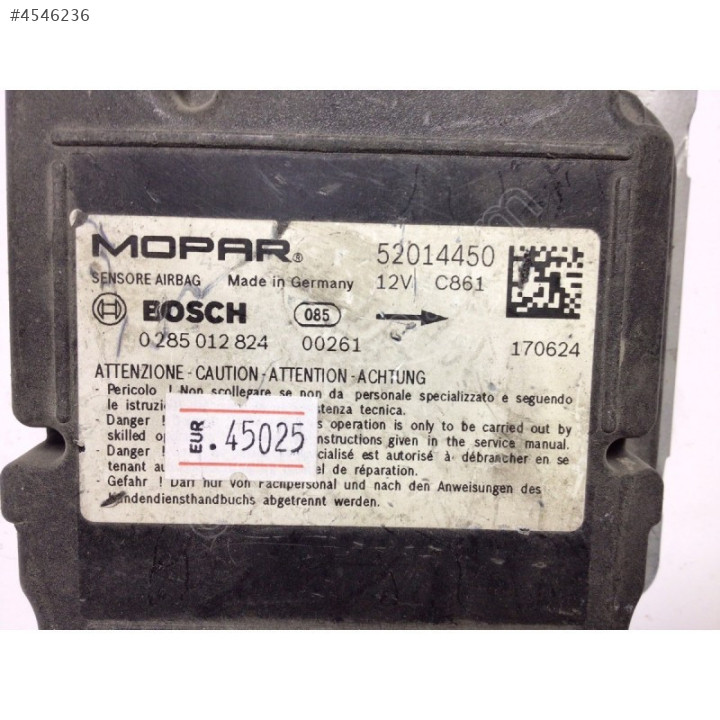 #4546236
MOPAR® 52014450
SENSORE AIRBAG Made in Germany 12V C861
BOSCH 085
0 285 012 824 00261 170624
ATTENZIONE - CAUTION - ATTENTION - ACHTUNG
- Pericolo ! Non scollegare se non da personale specializzato e seguendo
le istruzio tenza tecnica.
- Danger ! s operation is only to be carried out by
skilled op nstructions given in the service manual.
- Danger ! cialisé est autorisé à débrancher en se
tenant au el de réparation.
- Gefahr ! Darf nur von Fachpersonal und nach den Anweisungen des
Kundendiensthandbuchs abgetrennt werden.
EUR .45025